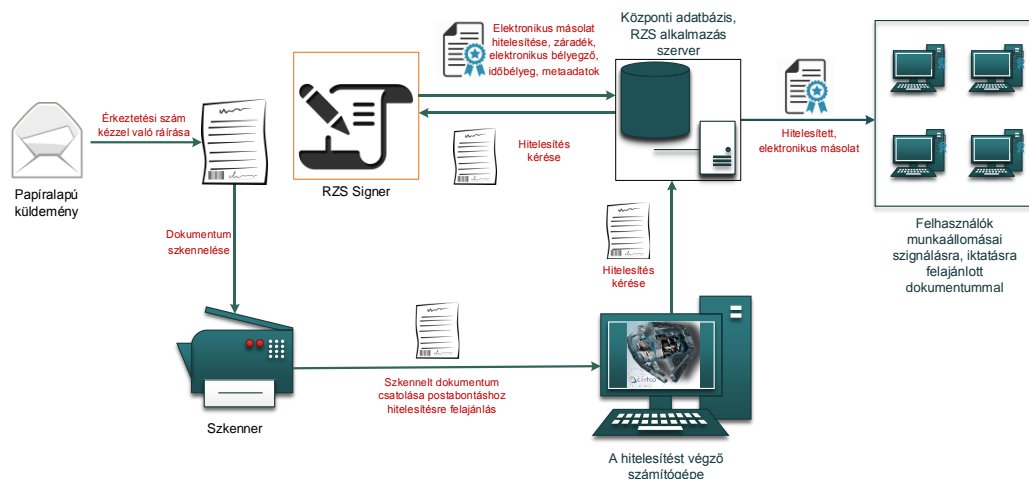 Központi adatbázis,
RZS alkalmazás
szerver
Elektronikus másolat
hitelesítése, záradék,
elektronikus bélyegző,
időbélyeg, metaadatok
Érkeztetési szám
kézzel való ráírása
Hitelesítés
kérése
Hitelesített,
elektronikus másolat
Papíralapú
küldemény
RZS Signer
Felhasználók
munkaállomásai
szignálásra, iktatásra
felajánlott
dokumentummal
Dokumentum
szkennelése
Hitelesítés
kérése
Szkennelt dokumentum
csatolása postabontáshoz
hitelesítésre felajánlás
Szkenner
A hitelesítést végző
számítógépe